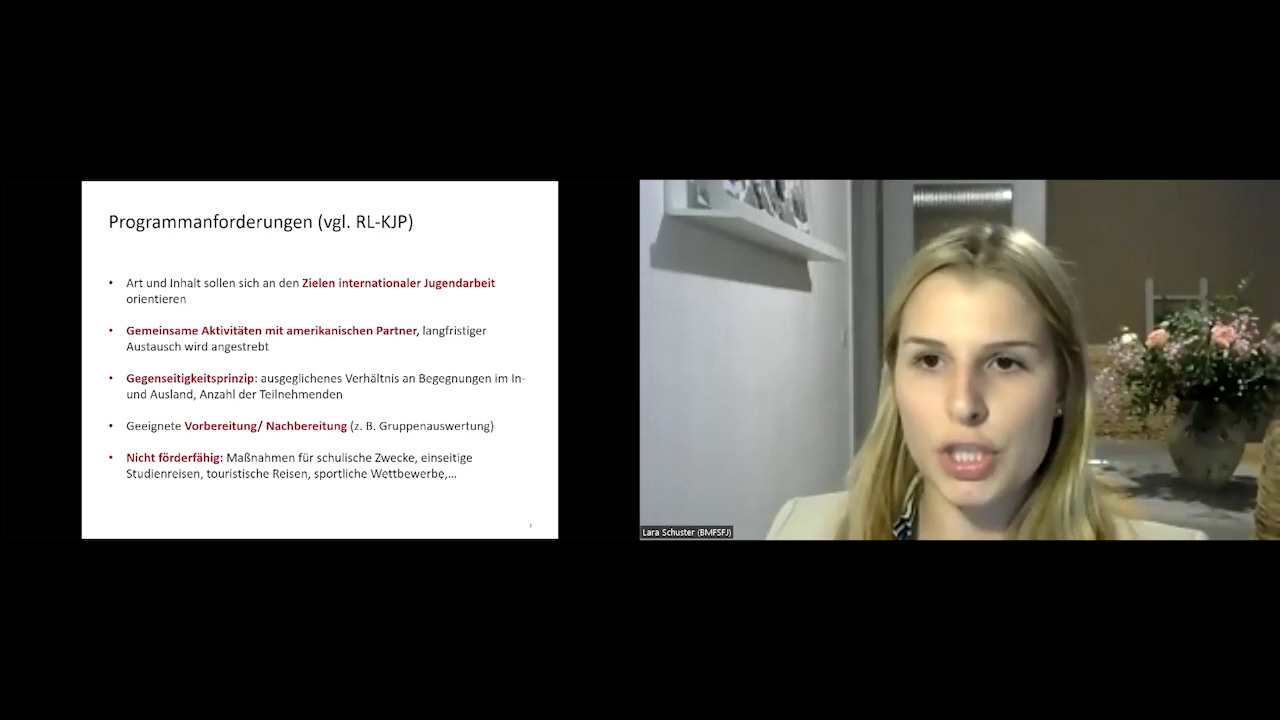 Programmanforderungen (vgl. RL-KJP)
• Art und Inhalt sollen sich an den Zielen internationaler Jugendarbeit
orientieren
• Gemeinsame Aktivitäten mit amerikanischen Partner, langfristiger
Austausch wird angestrebt
• Gegenseitigkeitsprinzip: ausgeglichenes Verhältnis an Begegnungen im In-
und Ausland, Anzahl der Teilnehmenden
• Geeignete Vorbereitung/ Nachbereitung (z. B. Gruppenauswertung)
• Nicht förderfähig: Maßnahmen für schulische Zwecke, einseitige
Studienreisen, touristische Reisen, sportliche Wettbewerbe,...
Lara Schuster (BMFSFJ)